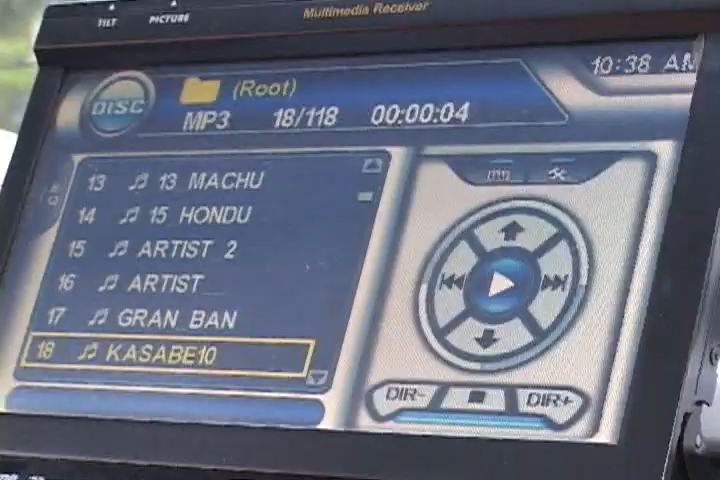 TILT PICTURE Multimedia Receiver
DISC (Root) 10:38 AM
MP3 18/118 00:00:04
13 13 MACHU
14 15 HONDU
15 ARTIST 2
16 ARTIST
17 GRAN BAN
18 KASABE10
DIR- DIR+